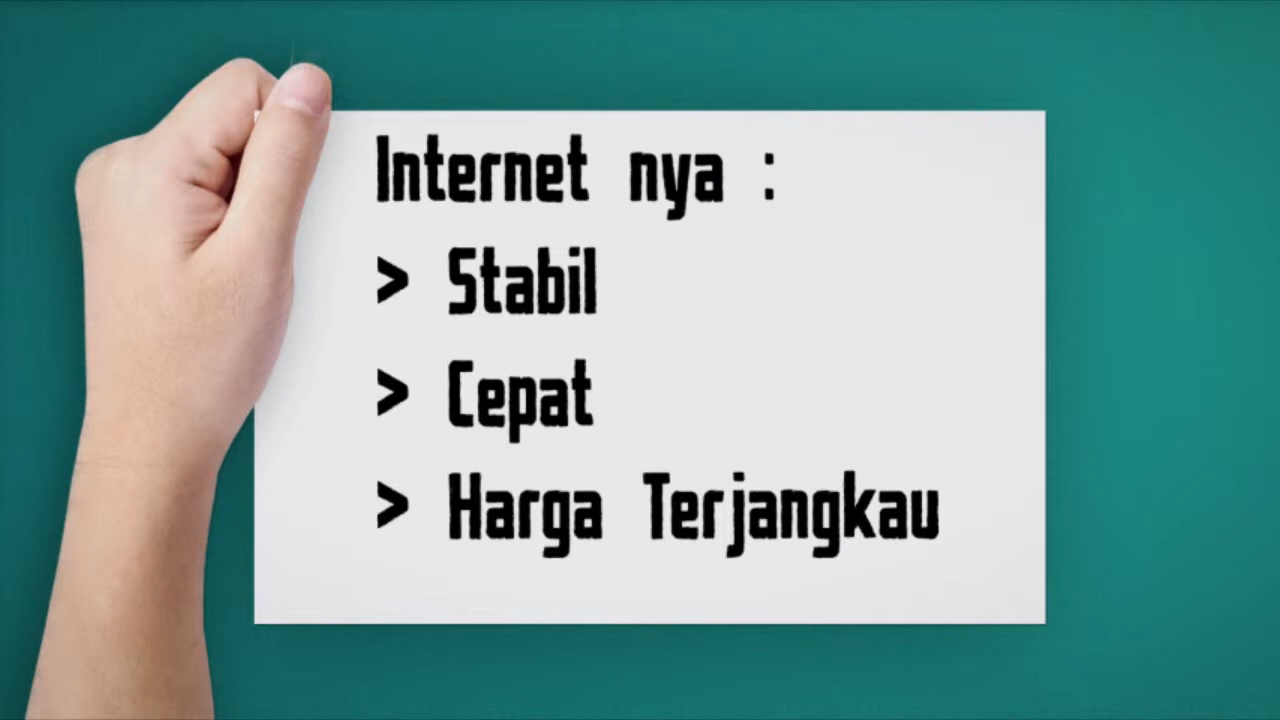 Internet nya :
> Stabil
> Cepat
> Harga Terjangkau